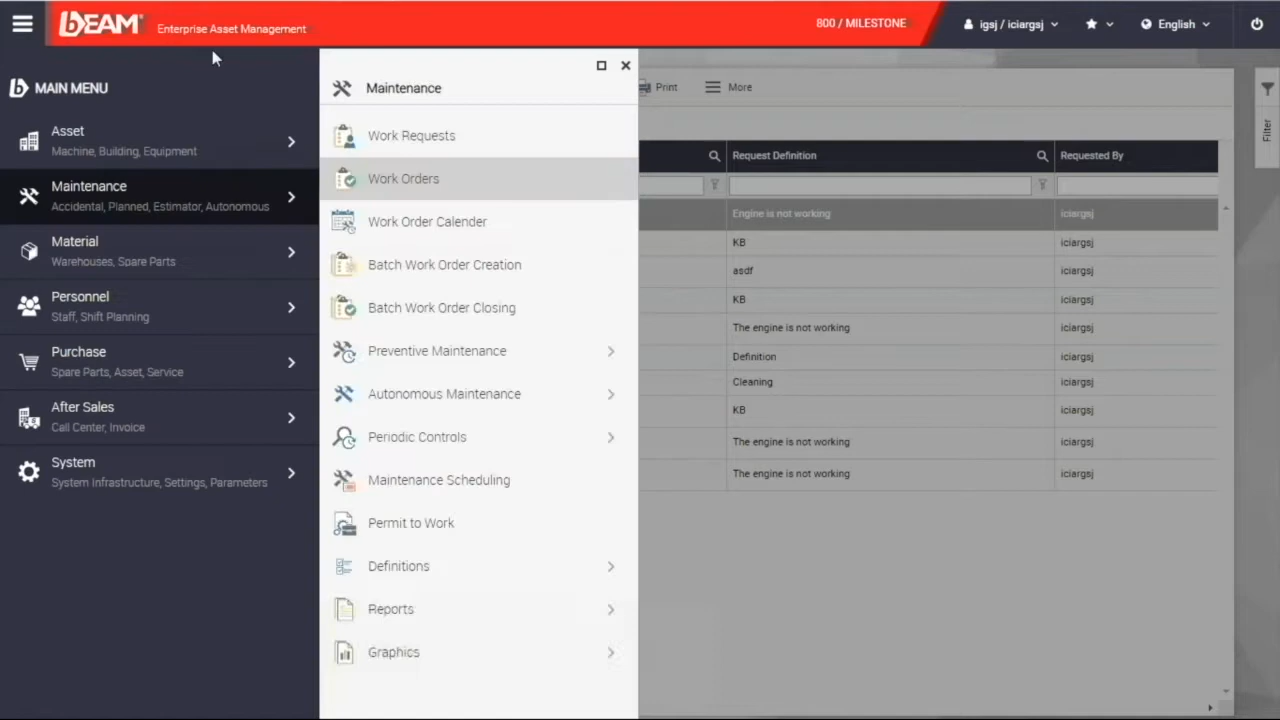 bEAM Enterprise Asset Management
800 / MILESTONE
igsj / iciargsj
English
MAIN MENU
Asset
Machine, Building, Equipment
Maintenance
Accidental, Planned, Estimator, Autonomous
Material
Warehouses, Spare Parts
Personnel
Staff, Shift Planning
Purchase
Spare Parts, Asset, Service
After Sales
Call Center, Invoice
System
System Infrastructure, Settings, Parameters
Maintenance
Work Requests
Work Orders
Work Order Calender
Batch Work Order Creation
Batch Work Order Closing
Preventive Maintenance
Autonomous Maintenance
Periodic Controls
Maintenance Scheduling
Permit to Work
Definitions
Reports
Graphics
Print More
Request Definition Requested By
Engine is not working iciargsj
KB iciargsj
asdf iciargsj
KB iciargsj
The engine is not working iciargsj
Definition iciargsj
Cleaning iciargsj
KB iciargsj
The engine is not working iciargsj
The engine is not working iciargsj
Filter